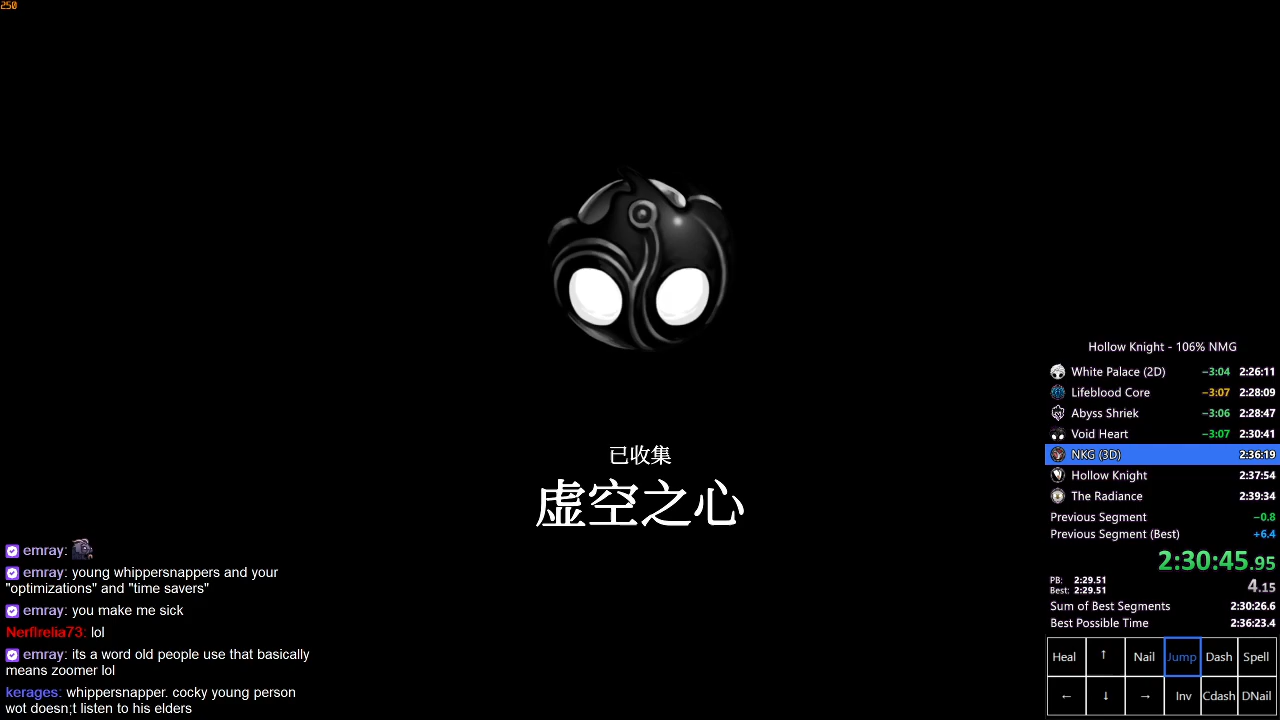 250
已收集
虚空之心
Hollow Knight - 106% NMG
White Palace (2D) −3:04 2:26:11
Lifeblood Core −3:07 2:28:09
Abyss Shriek −3:06 2:28:47
Void Heart −3:07 2:30:41
NKG (3D) 2:36:19
Hollow Knight 2:37:54
The Radiance 2:39:34
Previous Segment −0.8
Previous Segment (Best) +6.4
2:30:45.95
PB: 2:29.51
Best: 2:29.51
4.15
Sum of Best Segments 2:30:26.6
Best Possible Time 2:36:23.4
Heal ↑ Nail Jump Dash Spell
← ↓ → Inv Cdash DNail
emray:
emray: young whippersnappers and your
"optimizations" and "time savers"
emray: you make me sick
Nerflrelia73: lol
emray: its a word old people use that basically
means zoomer lol
kerages: whippersnapper. cocky young person
wot doesn;t listen to his elders